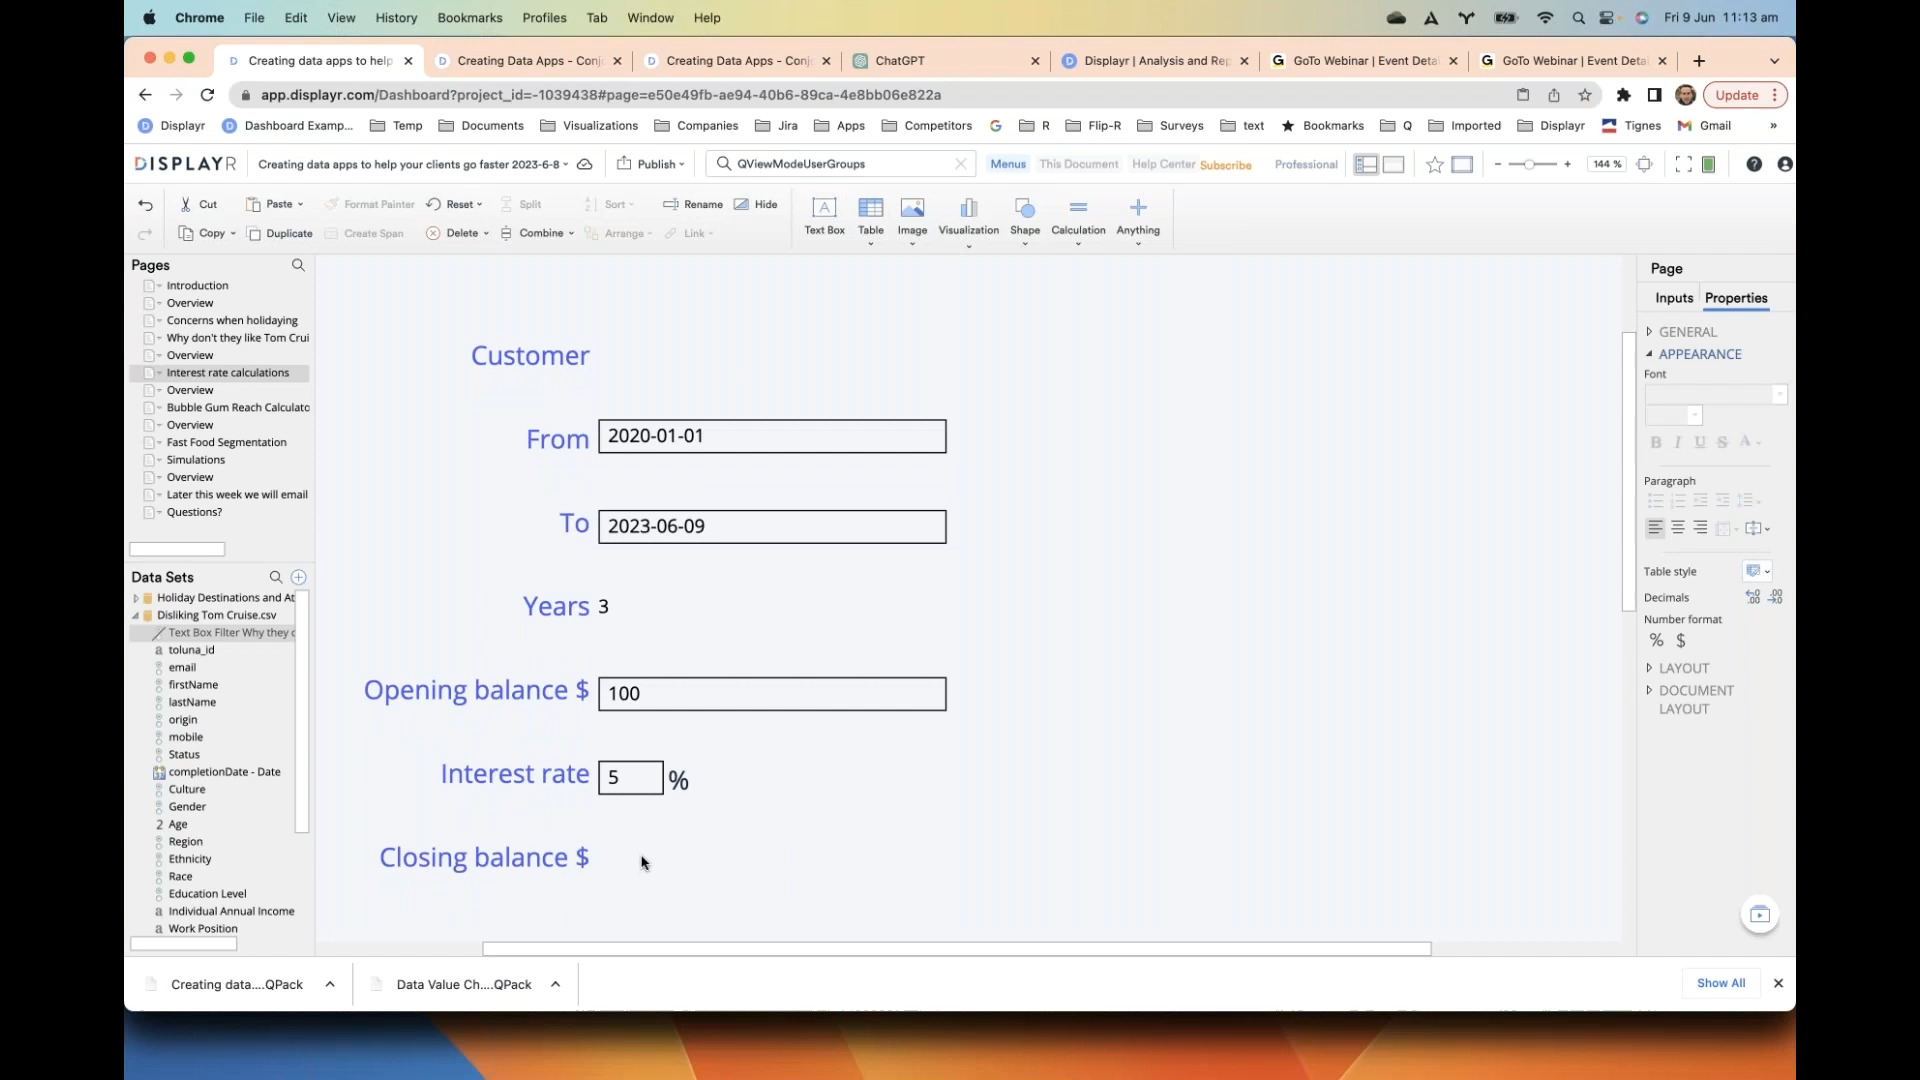 Chrome File Edit View History Bookmarks Profiles Tab Window Help Fri 9 Jun 11:13 am
Creating data apps to help Creating Data Apps - Conj Creating Data Apps - Conj ChatGPT Displayr | Analysis and Rep GoTo Webinar | Event Deta GoTo Webinar | Event Deta
app.displayr.com/Dashboard?project_id=-1039438#page=e50e49fb-ae94-40b6-89ca-4e8bb06e822a Update
Displayr Dashboard Examp... Temp Documents Visualizations Companies Jira Apps Competitors R Flip-R Surveys text Bookmarks Q Imported Displayr Tignes Gmail »
DISPLAYR Creating data apps to help your clients go faster 2023-6-8 Publish QViewModeUserGroups Menus This Document Help Center Subscribe Professional 144 %
Cut Paste Format Painter Reset Split Sort Rename Hide
Copy Duplicate Create Span Delete Combine Arrange Link
Text Box Table Image Visualization Shape Calculation Anything
Pages
Introduction
Overview
Concerns when holidaying
Why don't they like Tom Crui
Overview
Interest rate calculations
Overview
Bubble Gum Reach Calculato
Overview
Fast Food Segmentation
Simulations
Overview
Later this week we will email
Questions?
Data Sets
Holiday Destinations and At
Disliking Tom Cruise.csv
Text Box Filter Why they d
a toluna_id
email
firstName
lastName
origin
mobile
Status
completionDate - Date
Culture
Gender
2 Age
Region
Ethnicity
Race
Education Level
a Individual Annual Income
a Work Position
Customer
From 2020-01-01
To 2023-06-09
Years 3
Opening balance $ 100
Interest rate 5 %
Closing balance $
Page
Inputs Properties
GENERAL
APPEARANCE
Font
B I U S A
Paragraph
Table style
Decimals
Number format
% $
LAYOUT
DOCUMENT
LAYOUT
Creating data....QPack Data Value Ch....QPack Show All